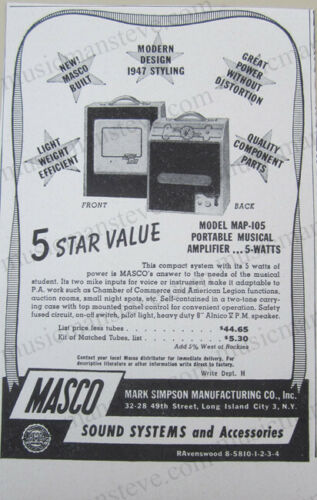 NEW!
MASCO
BUILT
MODERN
DESIGN
1947 STYLING
GREAT
POWER
WITHOUT
DISTORTION
LIGHT
WEIGHT
EFFICIENT
QUALITY
COMPONENT
PARTS
FRONT
BACK
5 STAR VALUE
MODEL MAP-105
PORTABLE MUSICAL
AMPLIFIER ... 5-WATTS
This compact system with its 5 watts of
power is MASCO's answer to the needs of the musical
student. Its two mike inputs for voice or instrument make it adaptable to
P.A. work such as Chamber of Commerce and American Legion functions,
auction rooms, small night spots, etc. Self-contained in a two-tone carry-
ing case with top mounted panel control for convenient operation. Safety
fused circuit, on-off switch, pilot light, heavy duty 8" Alnico V P.M. speaker.
List price less tubes . . . $44.65
Kit of Matched Tubes, list . . $5.30
Add 5% West of Rockies
Contact your local Masco distributor for immediate delivery. For
descriptive literature or other information write direct to factory.
Write Dept. H
MASCO
MARK SIMPSON MANUFACTURING CO., Inc.
32-28 49th Street, Long Island City 3, N.Y.
SOUND SYSTEMS and Accessories
RAvenswood 8-5810-1-2-3-4
musicmansteve.com